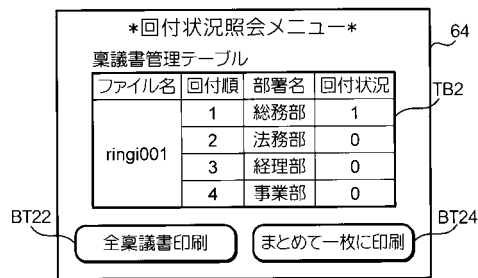 *回付状況照会メニュー*
64
稟議書管理テーブル
ファイル名 回付順 部署名 回付状況
TB2
1 総務部 1
2 法務部 0
ringi001
3 経理部 0
4 事業部 0
BT22
BT24
全稟議書印刷 まとめて一枚に印刷